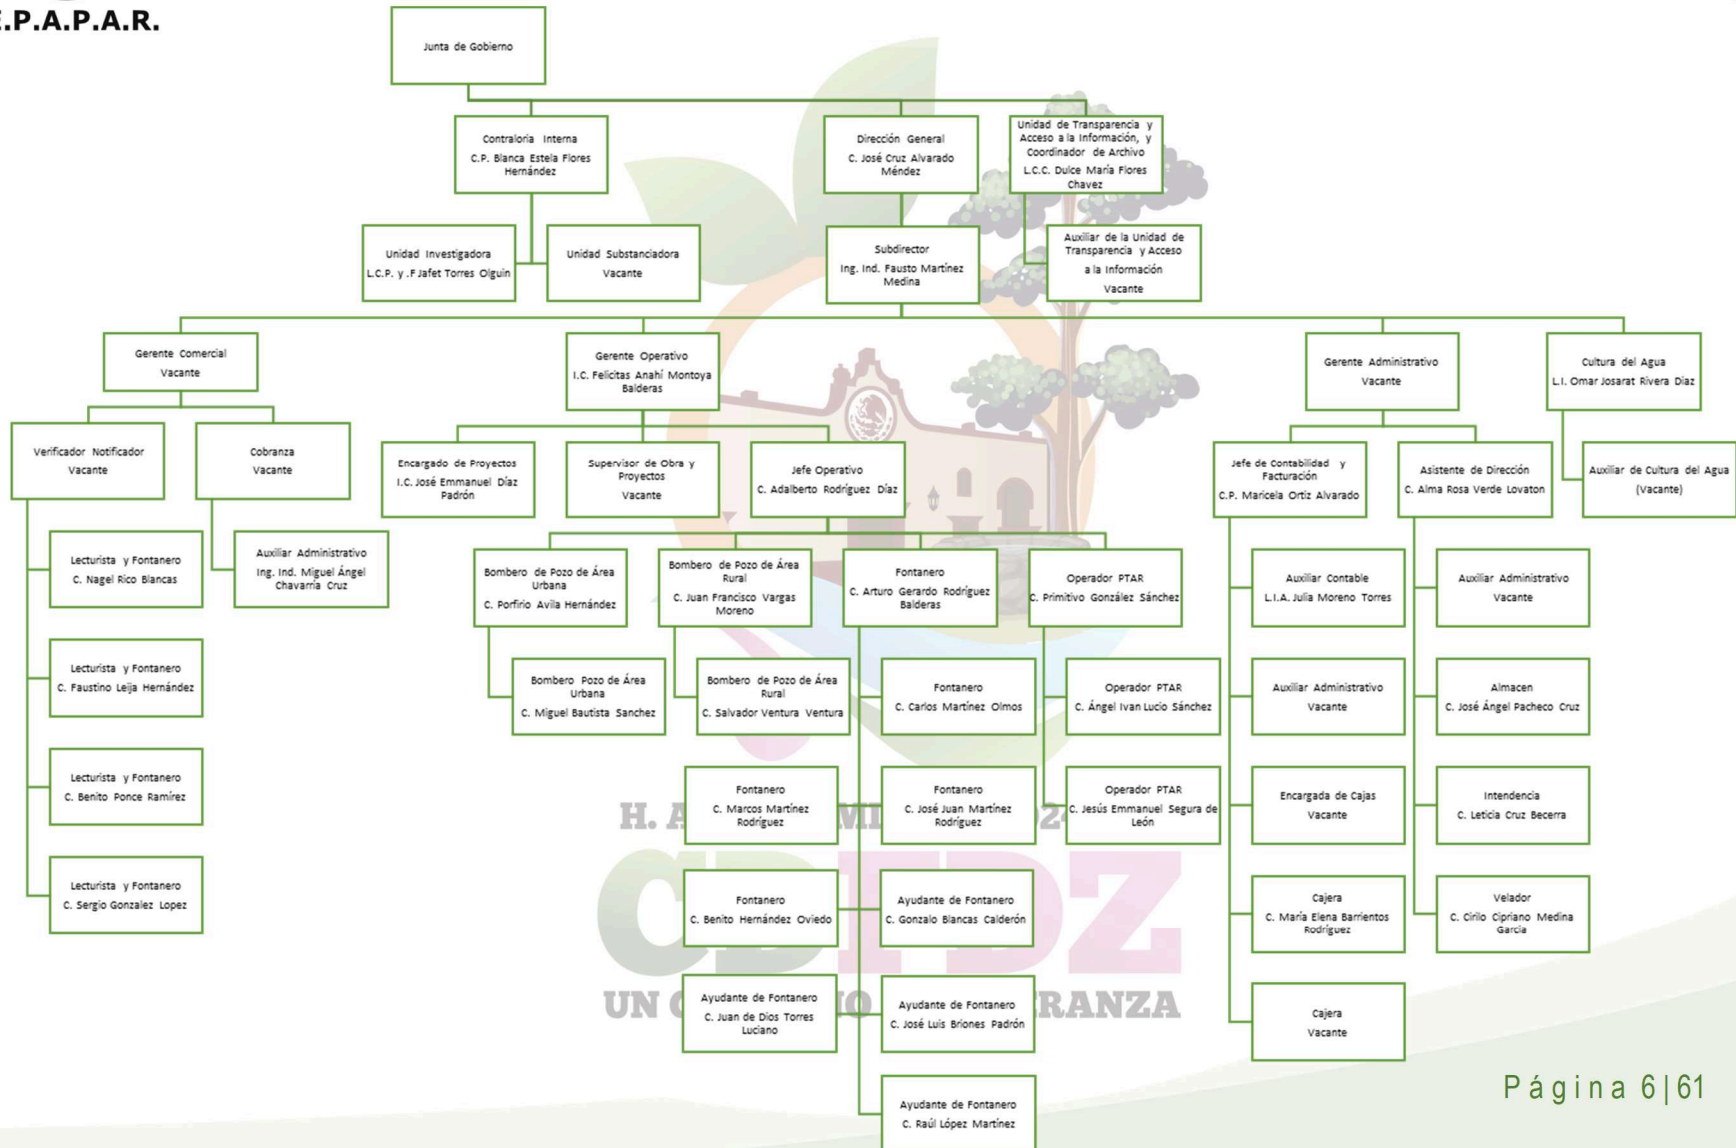 E.P.A.P.A.R.
Junta de Gobierno
Contraloria Interna
C.P. Blanca Estela Flores
Hernández
Dirección General
C. José Cruz Alvarado
Méndez
Unidad de Transparencia y
Acceso a la Información, y
Coordinador de Archivo
L.C.C. Dulce María Flores
Chavez
Unidad Investigadora
L.C.P. y .F Jafet Torres Olguin
Unidad Substanciadora
Vacante
Subdirector
Ing. Ind. Fausto Martínez
Medina
Auxiliar de la Unidad de
Transparencia y Acceso
a la Información
Vacante
Gerente Comercial
Vacante
Gerente Operativo
I.C. Felicitas Anahí Montoya
Balderas
Gerente Administrativo
Vacante
Cultura del Agua
L.I. Omar Josarat Rivera Diaz
Verificador Notificador
Vacante
Cobranza
Vacante
Encargado de Proyectos
I.C. José Emmanuel Díaz
Padrón
Supervisor de Obra y
Proyectos
Vacante
Jefe Operativo
C. Adalberto Rodríguez Díaz
Jefe de Contabilidad y
Facturación
C.P. Maricela Ortiz Alvarado
Asistente de Dirección
C. Alma Rosa Verde Lovaton
Auxiliar de Cultura del Agua
(Vacante)
Lecturista y Fontanero
C. Nagel Rico Blancas
Auxiliar Administrativo
Ing. Ind. Miguel Ángel
Chavarría Cruz
Bombero de Pozo de Área
Urbana
C. Porfirio Avila Hernández
Bombero de Pozo de Área
Rural
C. Juan Francisco Vargas
Moreno
Fontanero
C. Arturo Gerardo Rodríguez
Balderas
Operador PTAR
C. Primitivo González Sánchez
Auxiliar Contable
L.I.A. Julia Moreno Torres
Auxiliar Administrativo
Vacante
Lecturista y Fontanero
C. Faustino Leija Hernández
Bombero Pozo de Área
Urbana
C. Miguel Bautista Sanchez
Bombero de Pozo de Área
Rural
C. Salvador Ventura Ventura
Fontanero
C. Carlos Martínez Olmos
Operador PTAR
C. Ángel Ivan Lucio Sánchez
Auxiliar Administrativo
Vacante
Almacen
C. José Ángel Pacheco Cruz
Lecturista y Fontanero
C. Benito Ponce Ramírez
Fontanero
C. Marcos Martínez
Rodríguez
Fontanero
C. José Juan Martínez
Rodríguez
Operador PTAR
C. Jesús Emmanuel Segura de
León
Encargada de Cajas
Vacante
Intendencia
C. Leticia Cruz Becerra
Lecturista y Fontanero
C. Sergio Gonzalez Lopez
Fontanero
C. Benito Hernández Oviedo
Ayudante de Fontanero
C. Gonzalo Blancas Calderón
Cajera
C. María Elena Barrientos
Rodríguez
Velador
C. Cirilo Cipriano Medina
Garcia
Ayudante de Fontanero
C. Juan de Dios Torres
Luciano
Ayudante de Fontanero
C. José Luis Briones Padrón
Cajera
Vacante
Ayudante de Fontanero
C. Raúl López Martínez
H.
UN
Página 6|61